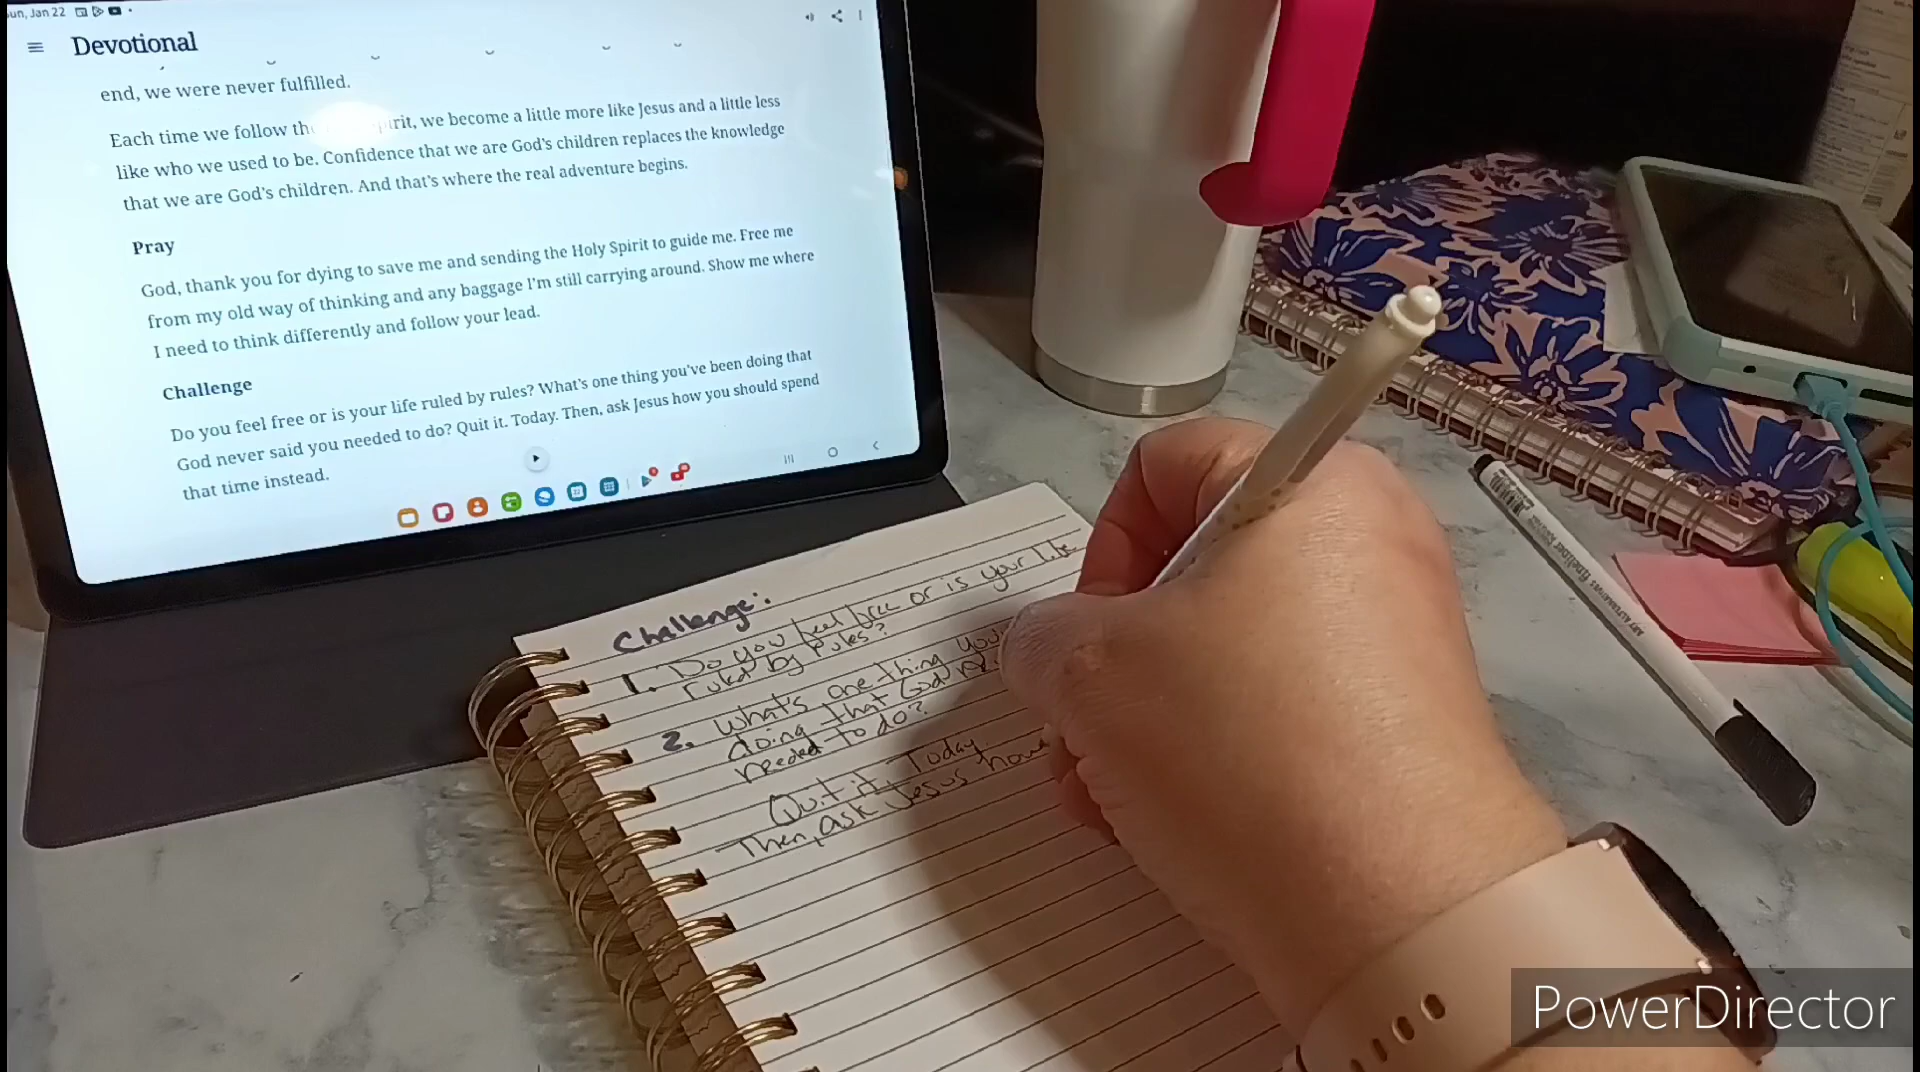 un, Jan 22
Devotional
end, we were never fulfilled.
Each time we follow th irit, we become a little more like Jesus and a little less
like who we used to be. Confidence that we are God's children replaces the knowledge
that we are God's children. And that's where the real adventure begins.
Pray
God, thank you for dying to save me and sending the Holy Spirit to guide me. Free me
from my old way of thinking and any baggage I'm still carrying around. Show me where
I need to think differently and follow your lead.
Challenge
Do you feel free or is your life ruled by rules? What's one thing you've been doing that
God never said you needed to do? Quit it. Today. Then, ask Jesus how you should spend
that time instead.
Challenge:
1. Do you feel free or is your life
ruled by rules?
2. What's one thing you
doing that God ne
needed to do?
Quit it, Today
Then, ask Jesus how
ART ALTERNATIVES fineliner
PowerDirector